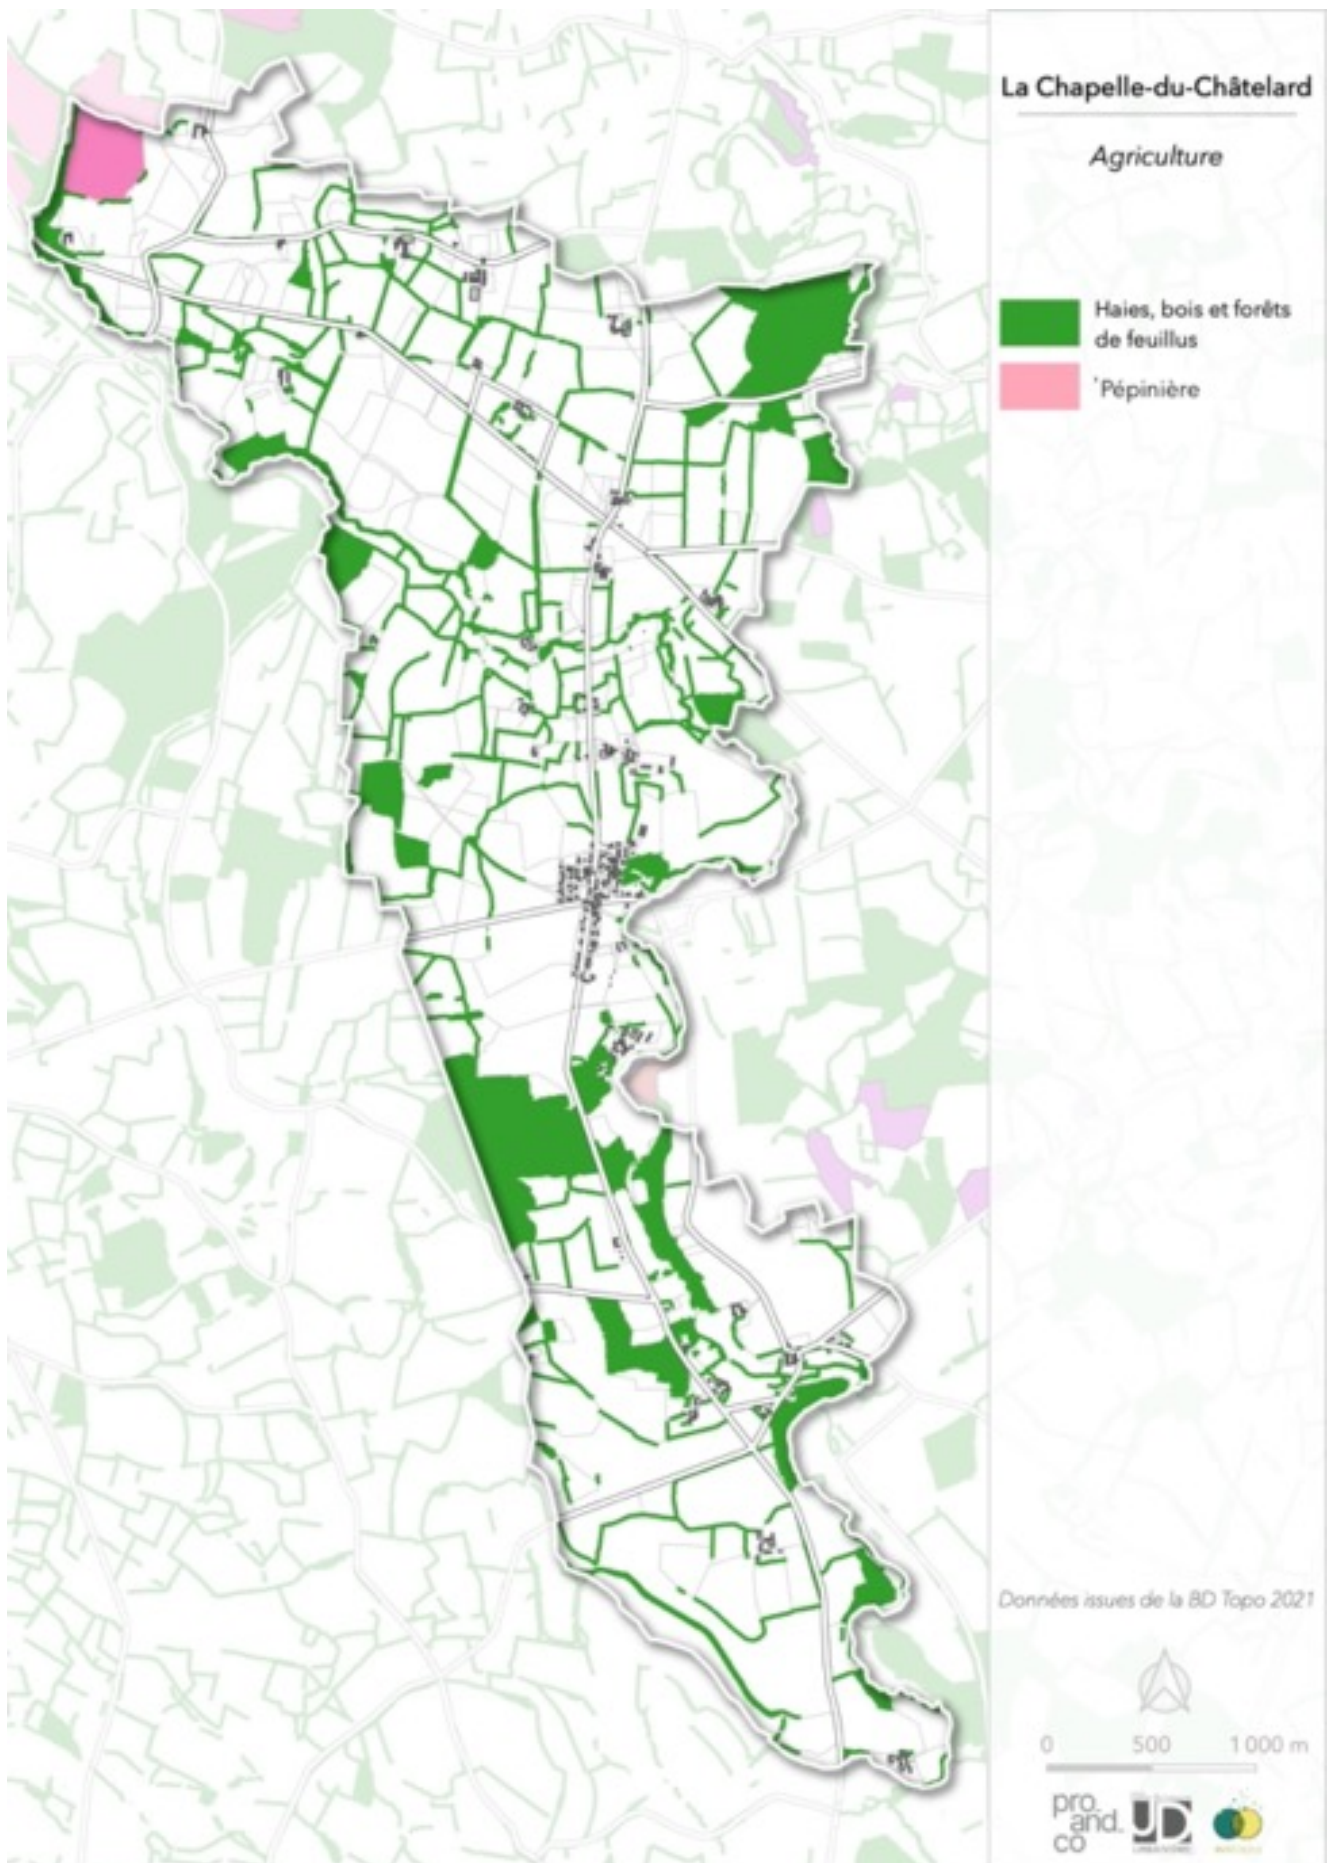 La Chapelle-du-Châtelard
Agriculture
Haies, bois et forêts
de feuillus
Pépinière
Données issues de la BD Topo 2021
0 500 1 000 m
pro.
and.
co
UD